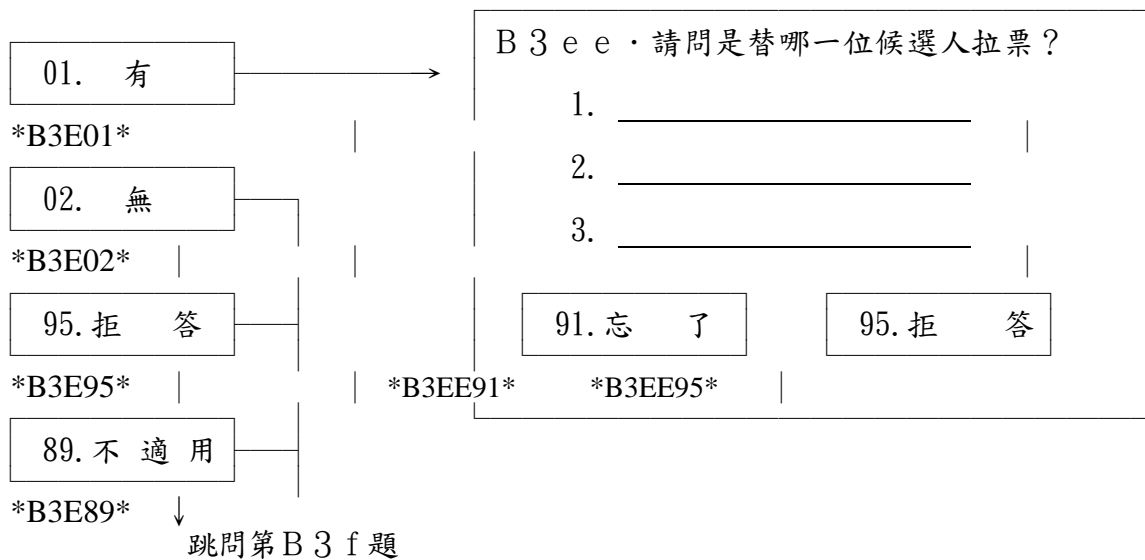 B3ee.請問是替哪一位候選人拉票？
01. 有
1.
*B3E01*
2.
02. 無
3.
*B3E02*
95.拒 答
91.忘 了
95.拒 答
*B3E95*
*B3EE91* *B3EE95*
89.不 適 用
*B3E89*
跳問第B3f題